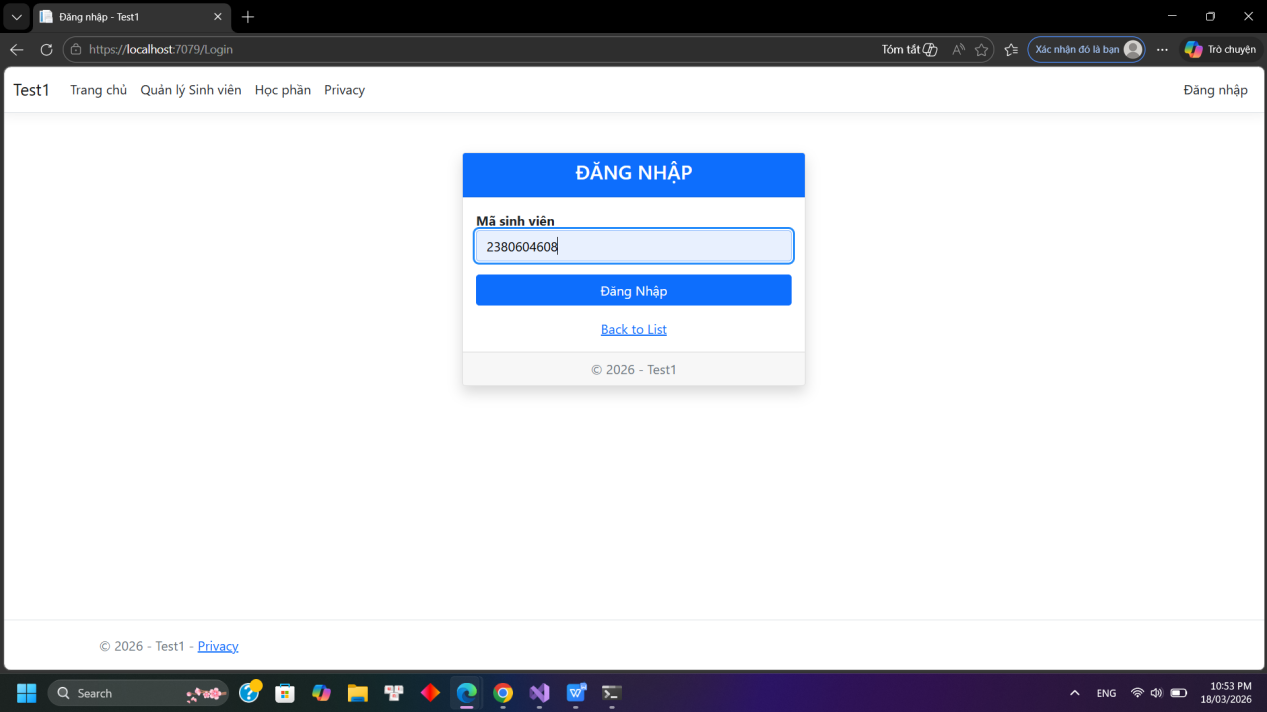 Đăng nhập - Test1
https://localhost:7079/Login
Tóm tắt
Xác nhận đó là bạn
Trò chuyện
Test1 Trang chủ Quản lý Sinh viên Học phần Privacy Đăng nhập
ĐĂNG NHẬP
Mã sinh viên
2380604608
Đăng Nhập
Back to List
© 2026 - Test1
© 2026 - Test1 - Privacy
Search
ENG
10:53 PM
18/03/2026